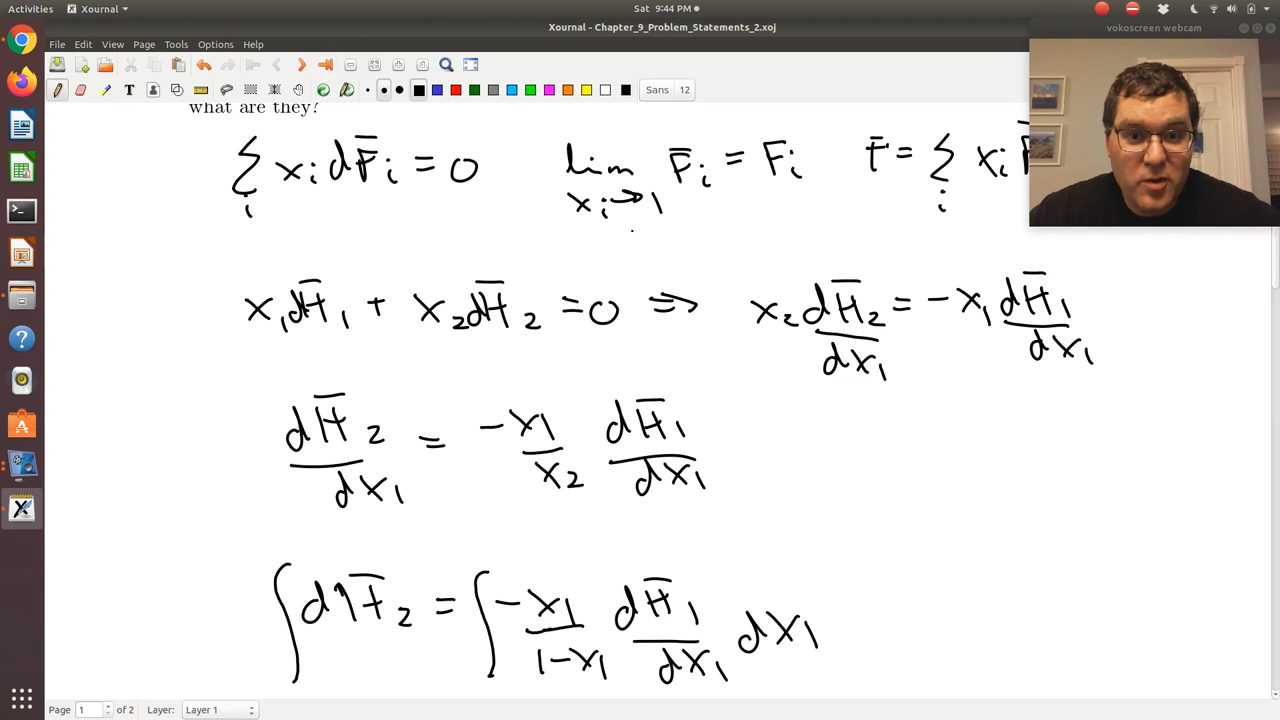 Activities Xournal Sat 9:44 PM
Xournal - Chapter_9_Problem_Statements_2.xoj
vokoscreen webcam
File Edit View Page Tools Options Help
Sans 12
what are they?
∑_i x_i dF̄_i = 0 lim_{x_i→1} F̄_i = F_i F̄ = ∑_i x_i
x_1 dH̄_1 + x_2 dH̄_2 = 0 ⇒ x_2 dH̄_2/dx_1 = -x_1 dH̄_1/dx_1
dH̄_2/dx_1 = -x_1/x_2 dH̄_1/dx_1
∫ dH̄_2 = ∫ -x_1/(1-x_1) dH̄_1/dx_1 dx_1
Page 1 of 2 Layer: Layer 1